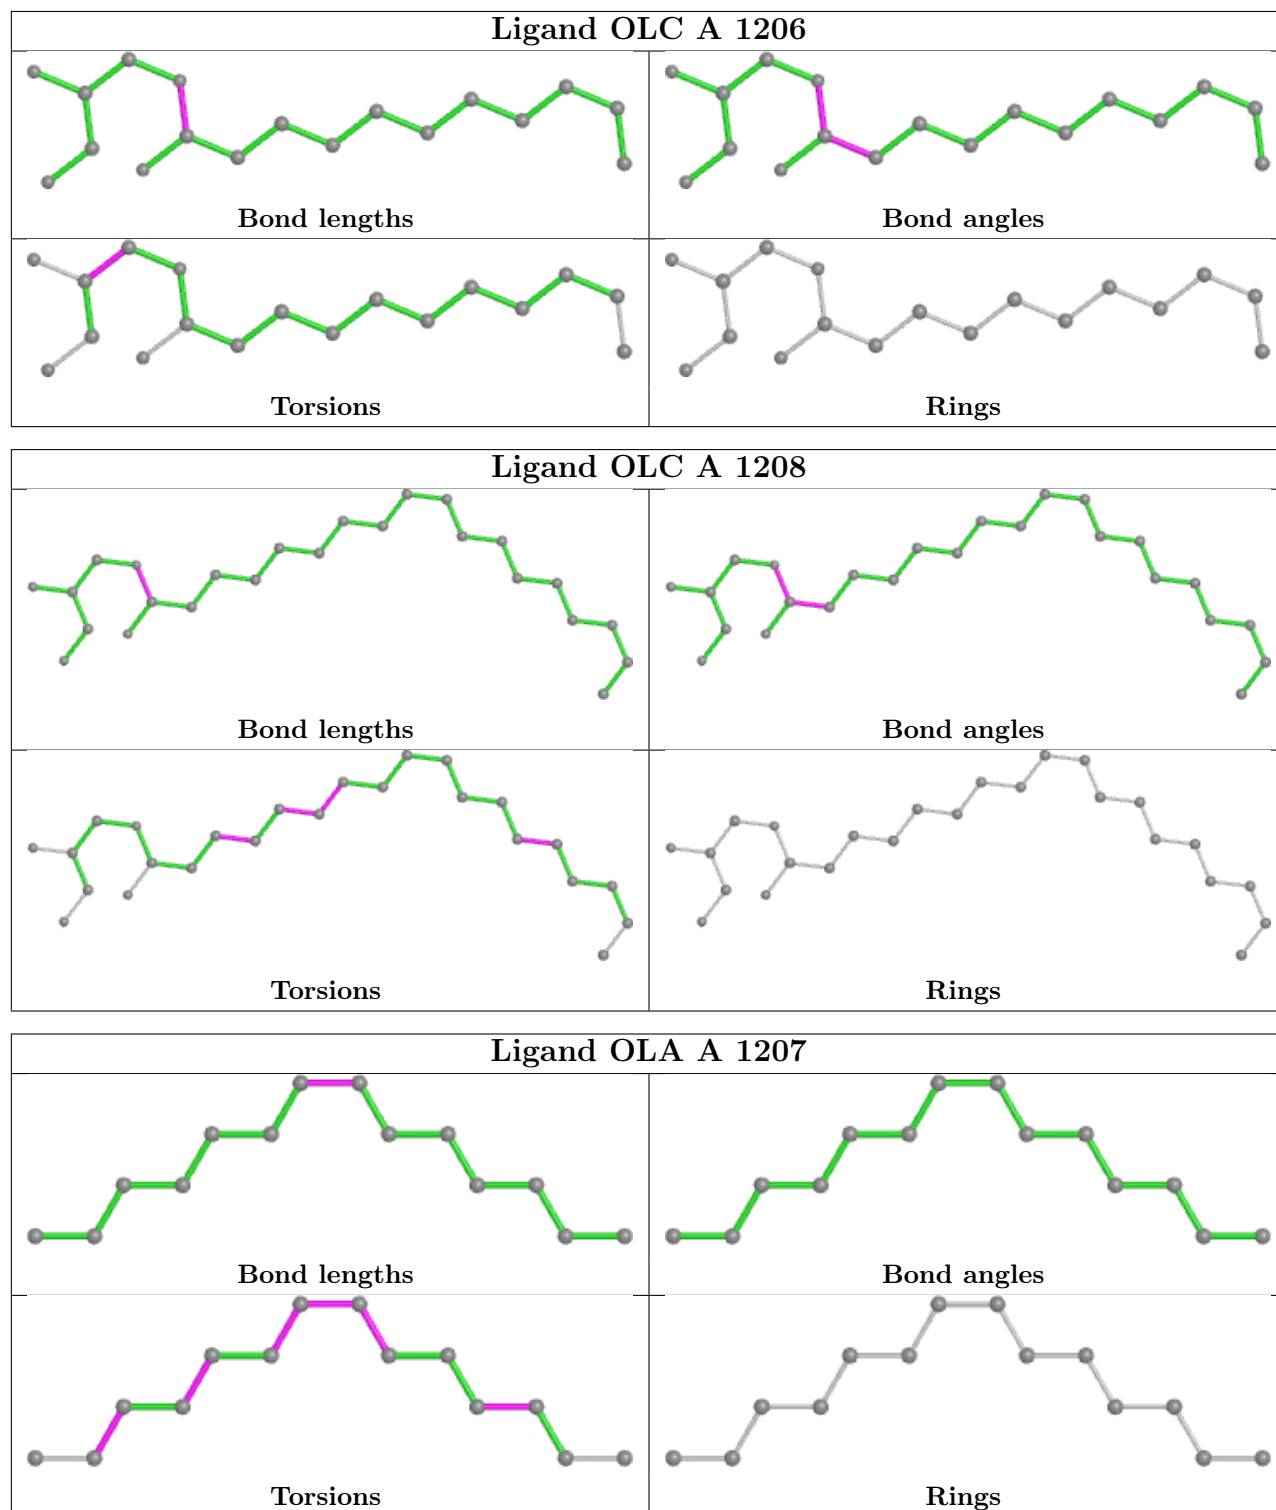 Ligand OLC A 1206
Bond lengths
Bond angles
Torsions
Rings
Ligand OLC A 1208
Bond lengths
Bond angles
Torsions
Rings
Ligand OLA A 1207
Bond lengths
Bond angles
Torsions
Rings